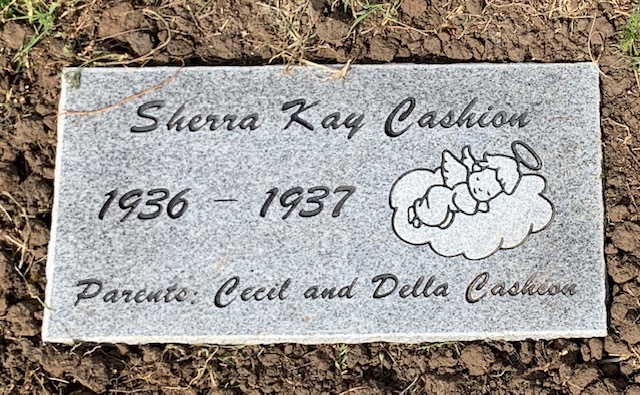 Sherra Kay Cashion
1936 – 1937
Parents: Cecil and Della Cashion